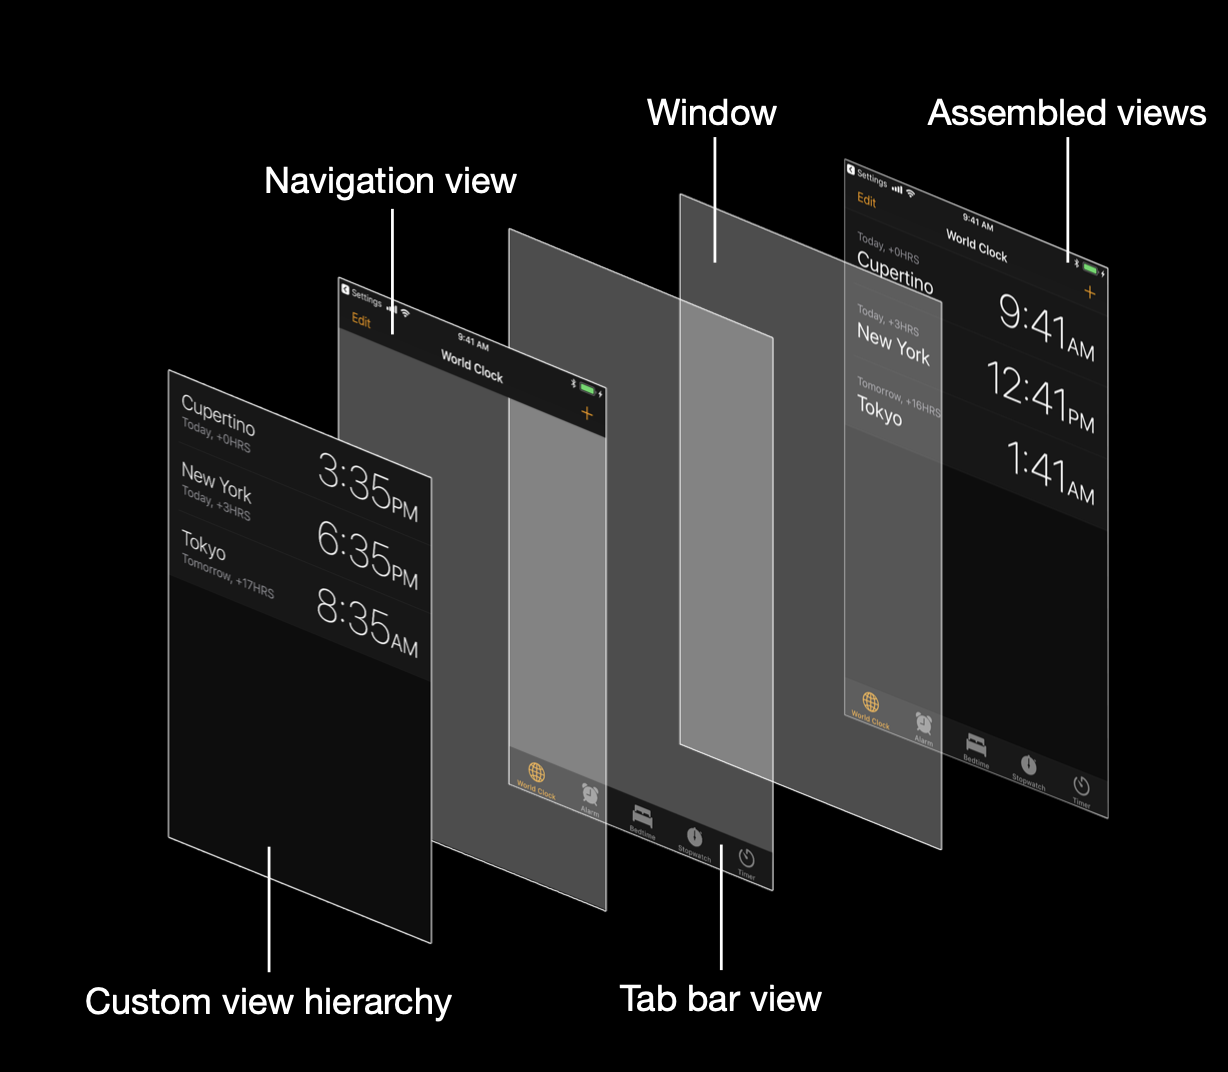 Window
Assembled views
Navigation view
Settings
9:41 AM
Edit
World Clock
+
Today, +0HRS
Cupertino
9:41AM
Today, +3HRS
New York
12:41PM
Tomorrow, +16HRS
Tokyo
1:41AM
World Clock
Alarm
Bedtime
Stopwatch
Timer
Settings
9:41 AM
Edit
World Clock
+
Cupertino
Today, +0HRS
3:35PM
New York
Today, +3HRS
6:35PM
Tokyo
Tomorrow, +17HRS
8:35AM
World Clock
Alarm
Bedtime
Stopwatch
Timer
Custom view hierarchy
Tab bar view